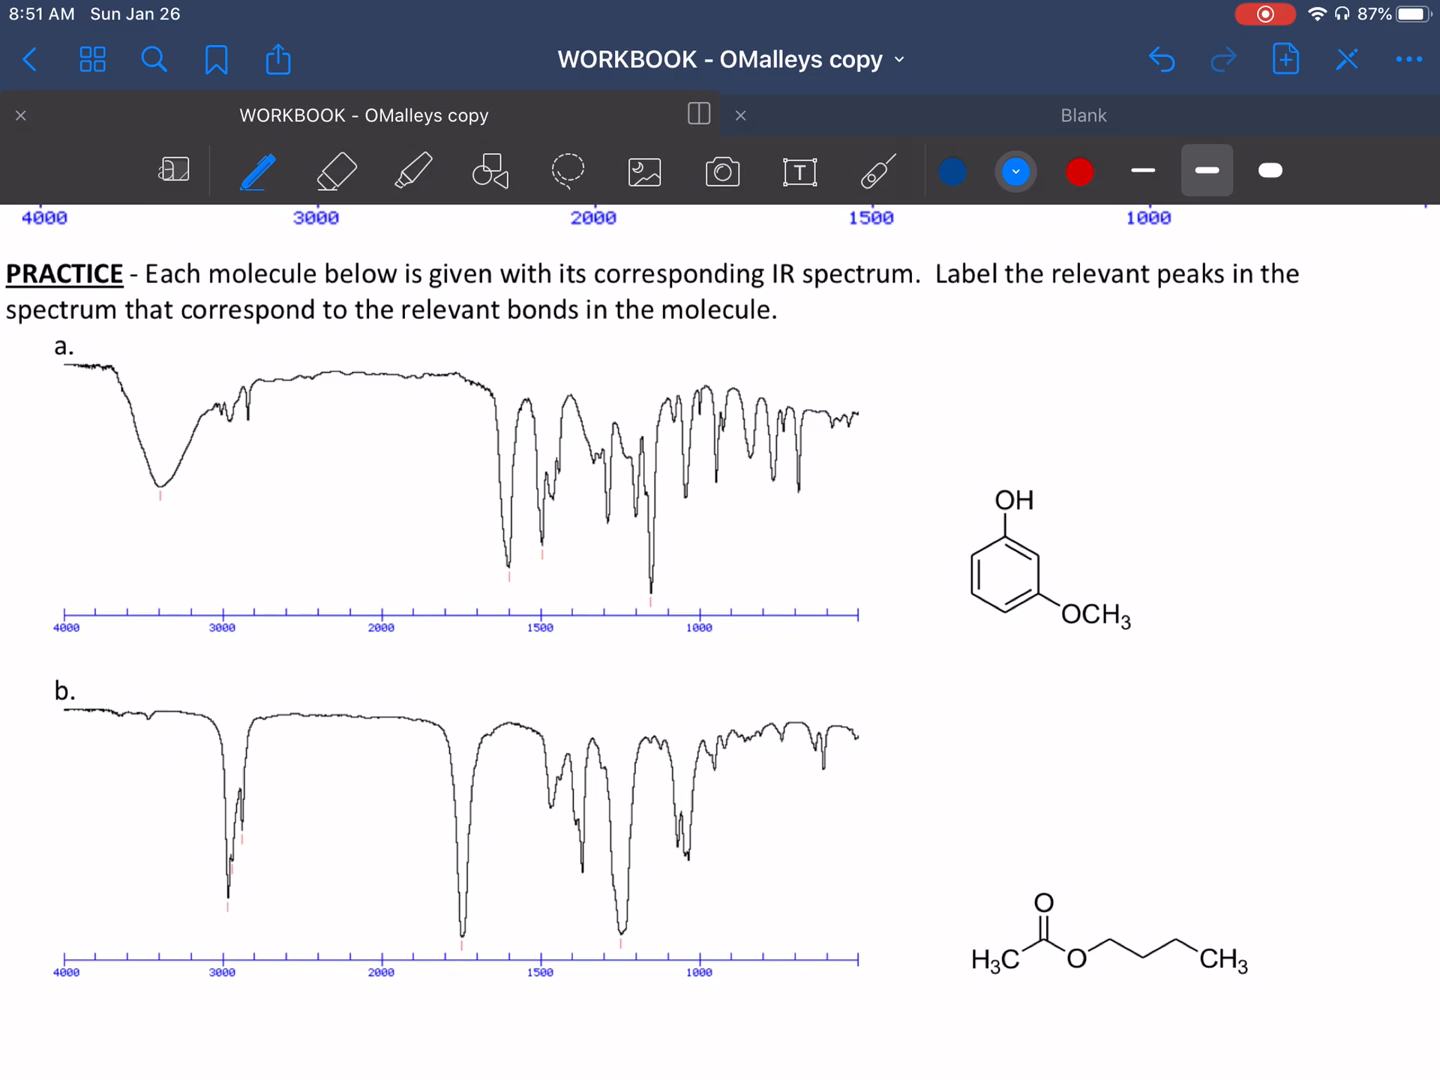 8:51 AM Sun Jan 26
87%
WORKBOOK - OMalleys copy
WORKBOOK - OMalleys copy
Blank
T
4000 3000 2000 1500 1000
PRACTICE - Each molecule below is given with its corresponding IR spectrum. Label the relevant peaks in the
spectrum that correspond to the relevant bonds in the molecule.
a.
OH
OCH3
4000 3000 2000 1500 1000
b.
O
H3C O CH3
4000 3000 2000 1500 1000